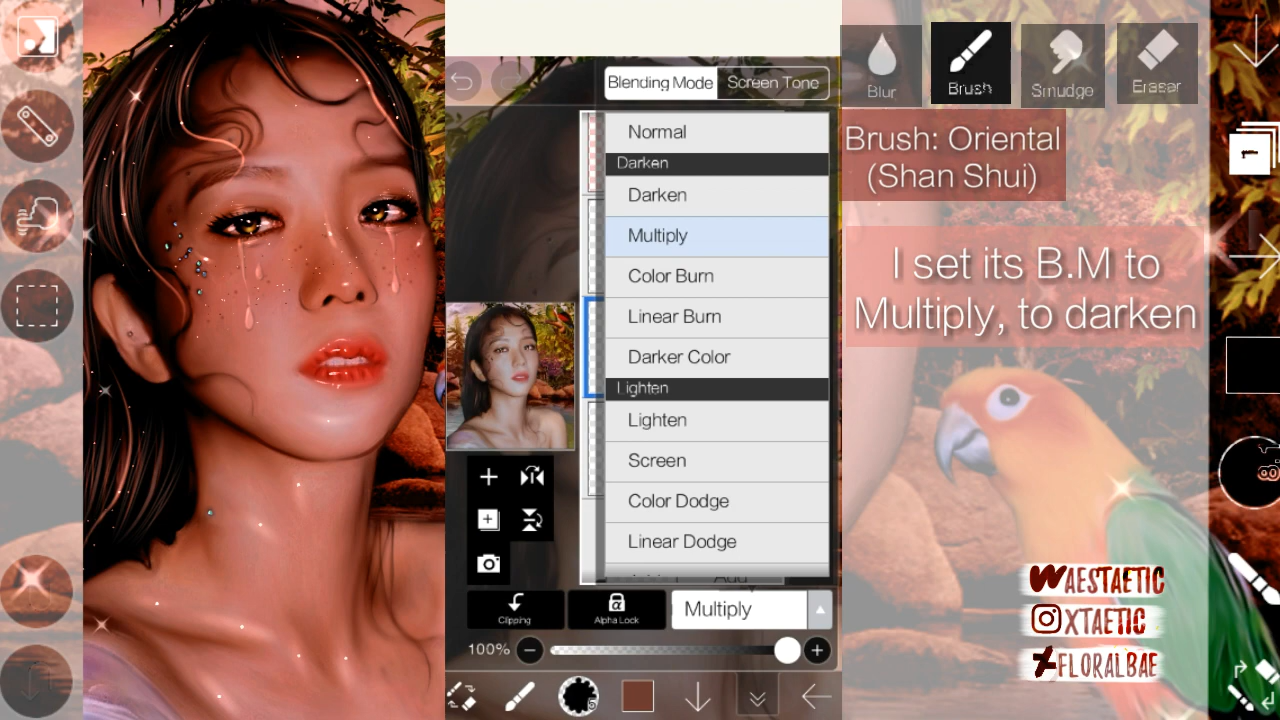 Blending Mode
Screen Tone
Normal
Darken
Darken
Multiply
Color Burn
Linear Burn
Darker Color
Lighten
Lighten
Screen
Color Dodge
Linear Dodge
Add
Clipping
α
Alpha Lock
Multiply
100%
Blur
Brush
Smudge
Eraser
Brush: Oriental
(Shan Shui)
I set its B.M to
Multiply, to darken
WAESTAETIC
XTAETIC
FLORALBAE